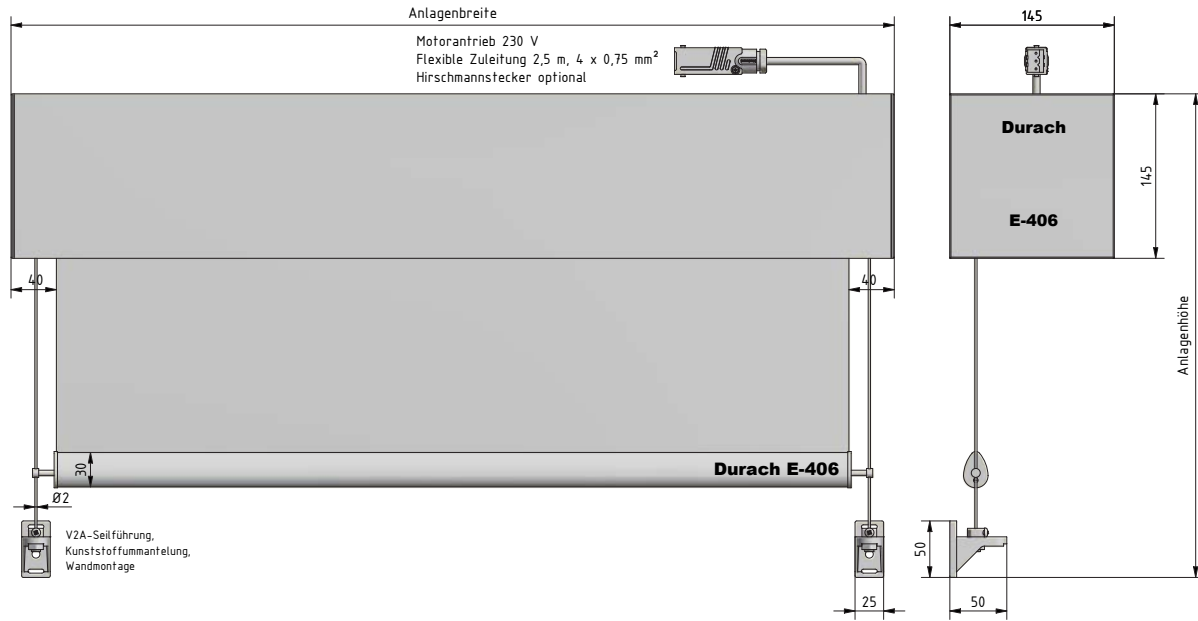 Anlagenbreite
145
Motorantrieb 230 V
Flexible Zuleitung 2,5 m, 4 x 0,75 mm²
Hirschmannstecker optional
Durach
E-406
145
Anlagenhöhe
40
40
30
Durach E-406
Ø2
V2A-Seilführung,
Kunststoffummantelung,
Wandmontage
50
25
50